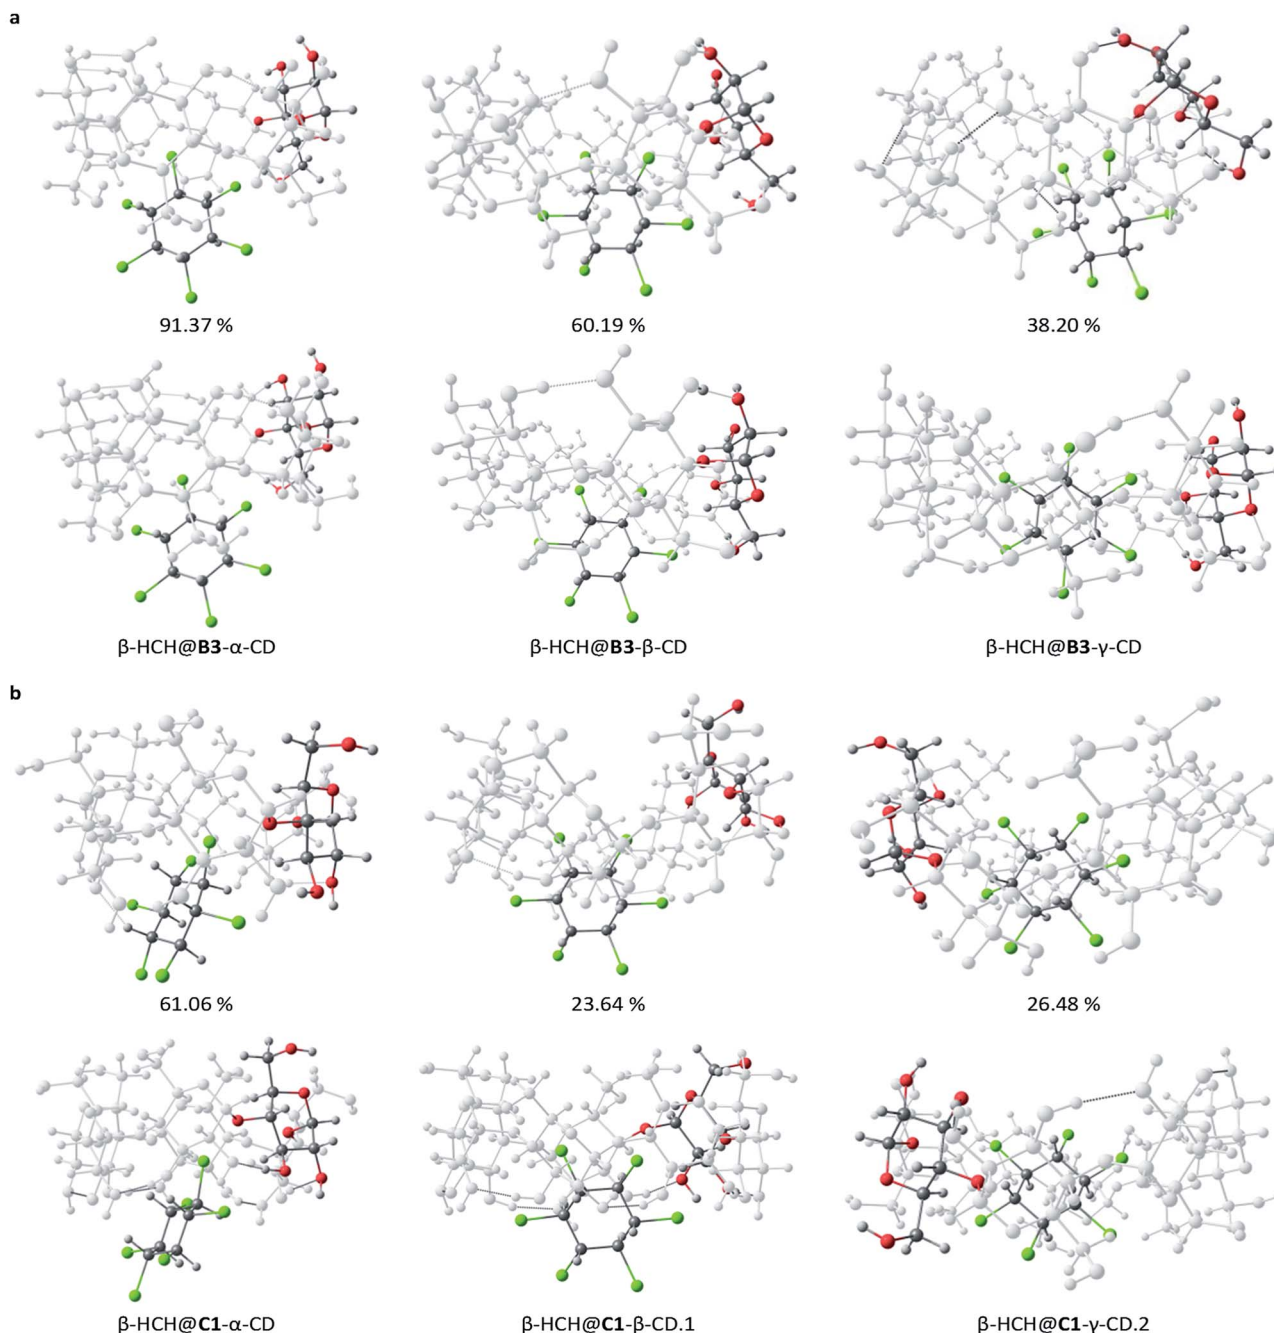 a
91.37 % 60.19 % 38.20 %
β-HCH@B3-α-CD β-HCH@B3-β-CD β-HCH@B3-γ-CD
b
61.06 % 23.64 % 26.48 %
β-HCH@C1-α-CD β-HCH@C1-β-CD.1 β-HCH@C1-γ-CD.2